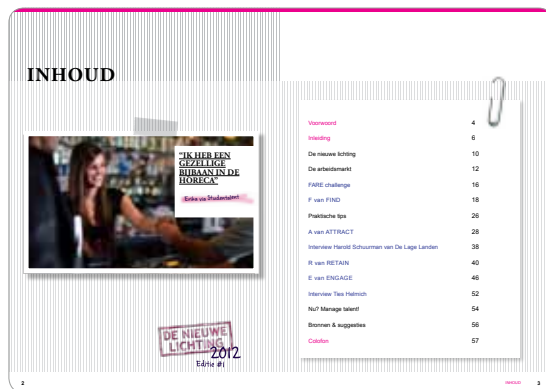 INHOUD
"IK HEB EEN
GEZELLIGE
BIJBAAN IN DE
HORECA"
Erike via Studentalent
DE NIEUWE
LICHTING
2012
Editie #1
2
Voorwoord 4
Inleiding 6
De nieuwe lichting 10
De arbeidsmarkt 12
FARE challenge 16
F van FIND 18
Praktische tips 26
A van ATTRACT 28
Interview Harold Schuurman van De Lage Landen 38
R van RETAIN 40
E van ENGAGE 46
Interview Ties Helmich 52
Nu? Manage talent! 54
Bronnen & suggesties 56
Colofon 57
INHOUD 3